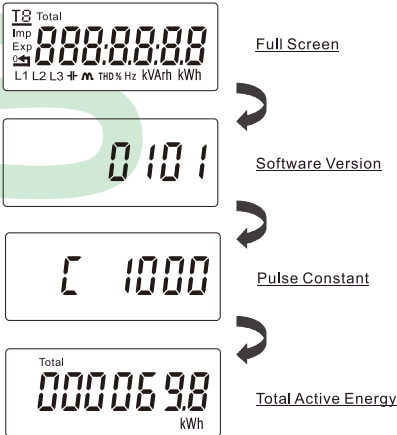 T8 Total
Imp
Exp
888:8.8.8.8
L1 L2 L3 THD% Hz kVArh kWh
Full Screen
0101
Software Version
C 1000
Pulse Constant
Total
0000069.8
kWh
Total Active Energy